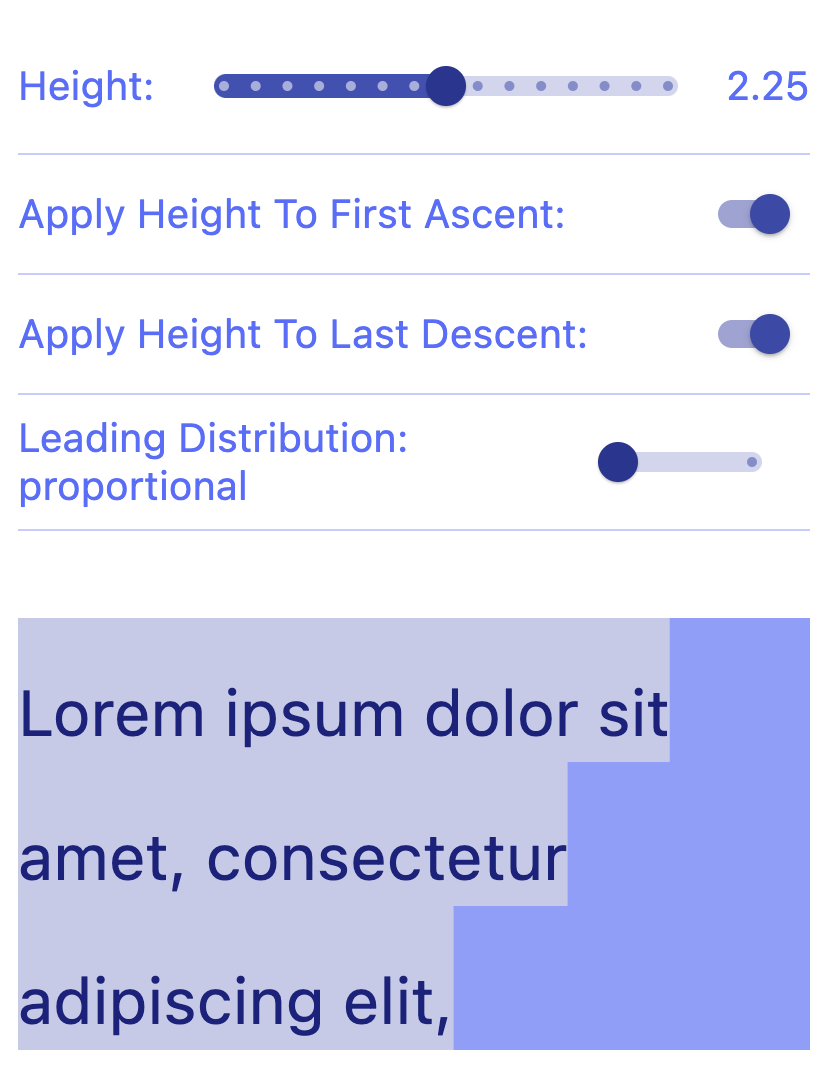 Height: 2.25
Apply Height To First Ascent:
Apply Height To Last Descent:
Leading Distribution:
proportional
Lorem ipsum dolor sit
amet, consectetur
adipiscing elit,